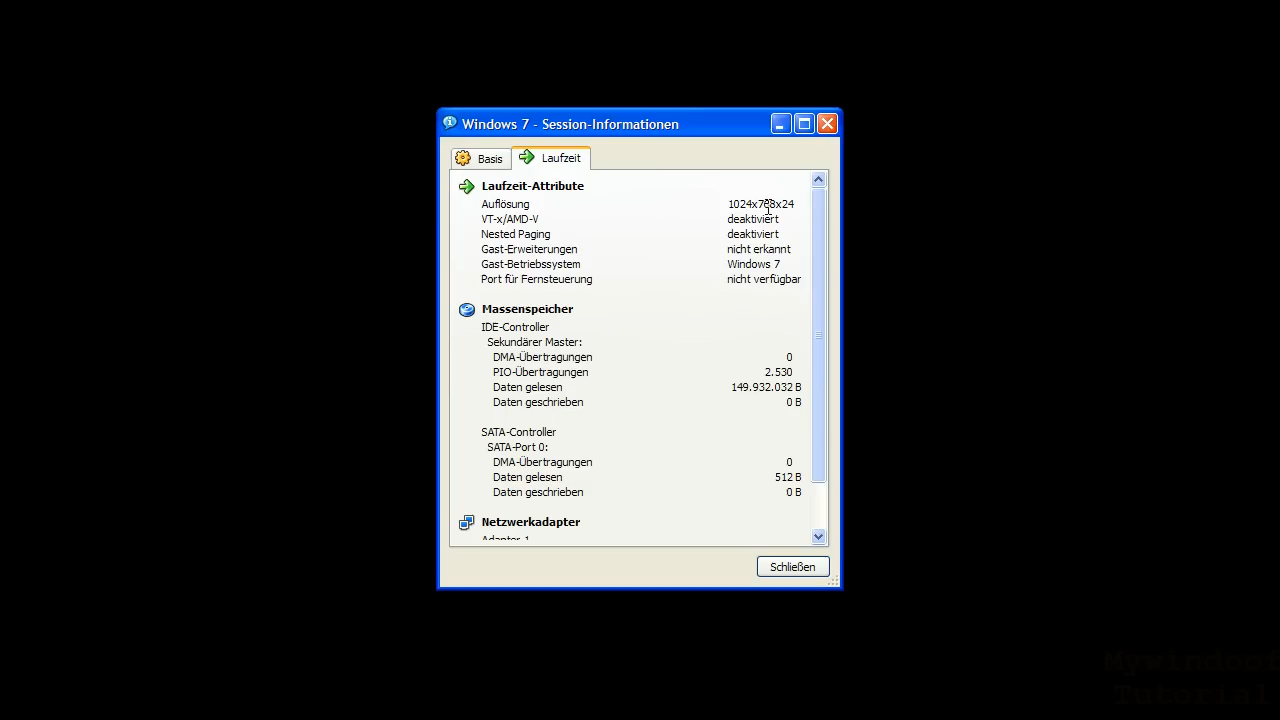 Windows 7 - Session-Informationen
Basis
Laufzeit
Laufzeit-Attribute
Auflösung 1024x768x24
VT-x/AMD-V deaktiviert
Nested Paging deaktiviert
Gast-Erweiterungen nicht erkannt
Gast-Betriebssystem Windows 7
Port für Fernsteuerung nicht verfügbar
Massenspeicher
IDE-Controller
Sekundärer Master:
DMA-Übertragungen 0
PIO-Übertragungen 2.530
Daten gelesen 149.932.032 B
Daten geschrieben 0 B
SATA-Controller
SATA-Port 0:
DMA-Übertragungen 0
Daten gelesen 512 B
Daten geschrieben 0 B
Netzwerkadapter
Adapter 1
Schließen
Tutorial